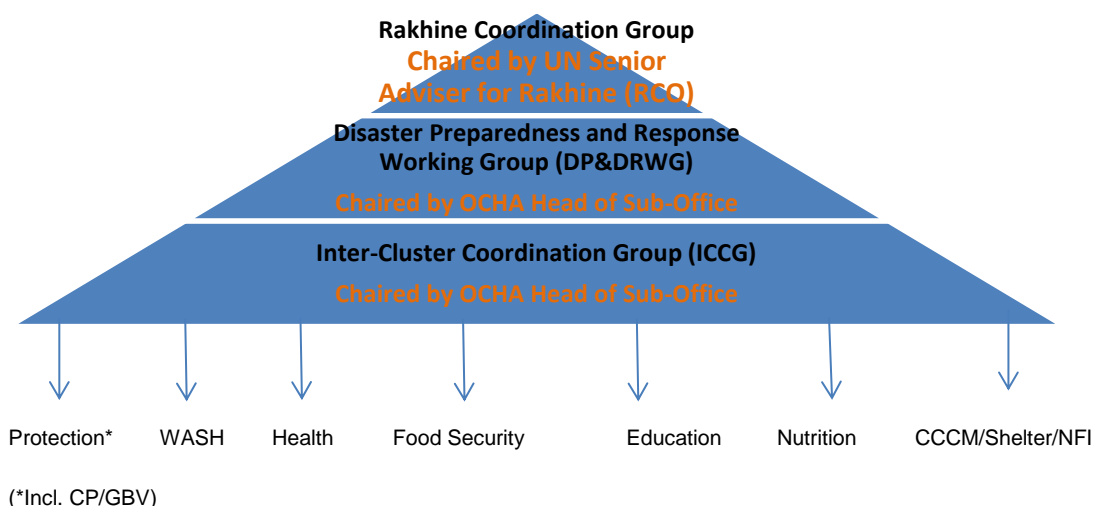 Rakhine Coordination Group
Chaired by UN Senior
Adviser for Rakhine (RCO)
Disaster Preparedness and Response
Working Group (DP&DRWG)
Chaired by OCHA Head of Sub-Office
Inter-Cluster Coordination Group (ICCG)
Chaired by OCHA Head of Sub-Office
Protection* WASH Health Food Security Education Nutrition CCCM/Shelter/NFI
(*Incl. CP/GBV)